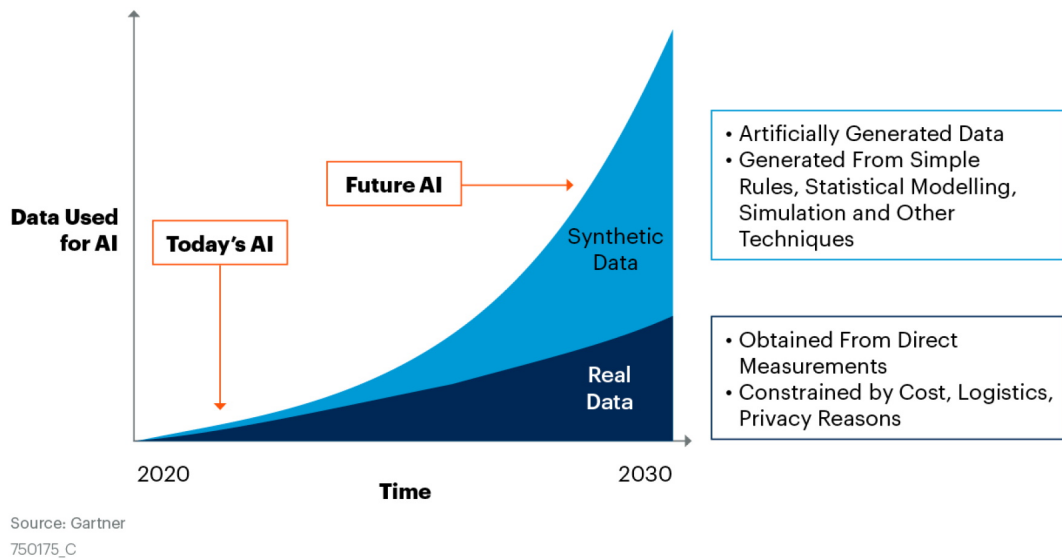 Data Used
for AI
Today's AI
Future AI
Synthetic
Data
Real
Data
2020
2030
Time
• Artificially Generated Data
• Generated From Simple
Rules, Statistical Modelling,
Simulation and Other
Techniques
• Obtained From Direct
Measurements
• Constrained by Cost, Logistics,
Privacy Reasons
Source: Gartner
750175_C